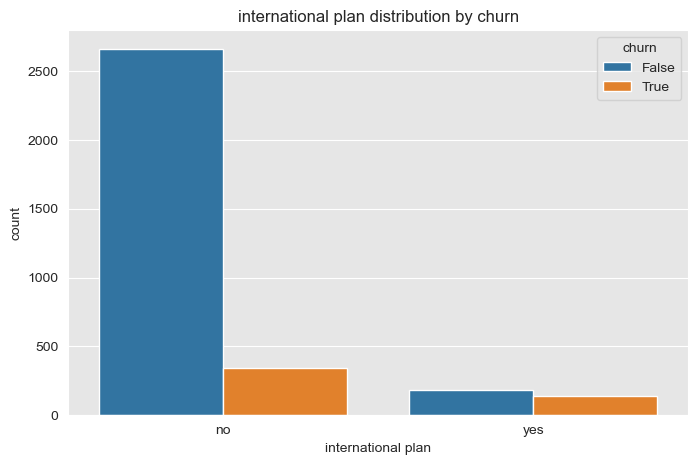 international plan distribution by churn
churn
False
True
2500
2000
1500
1000
500
0
count
no
yes
international plan